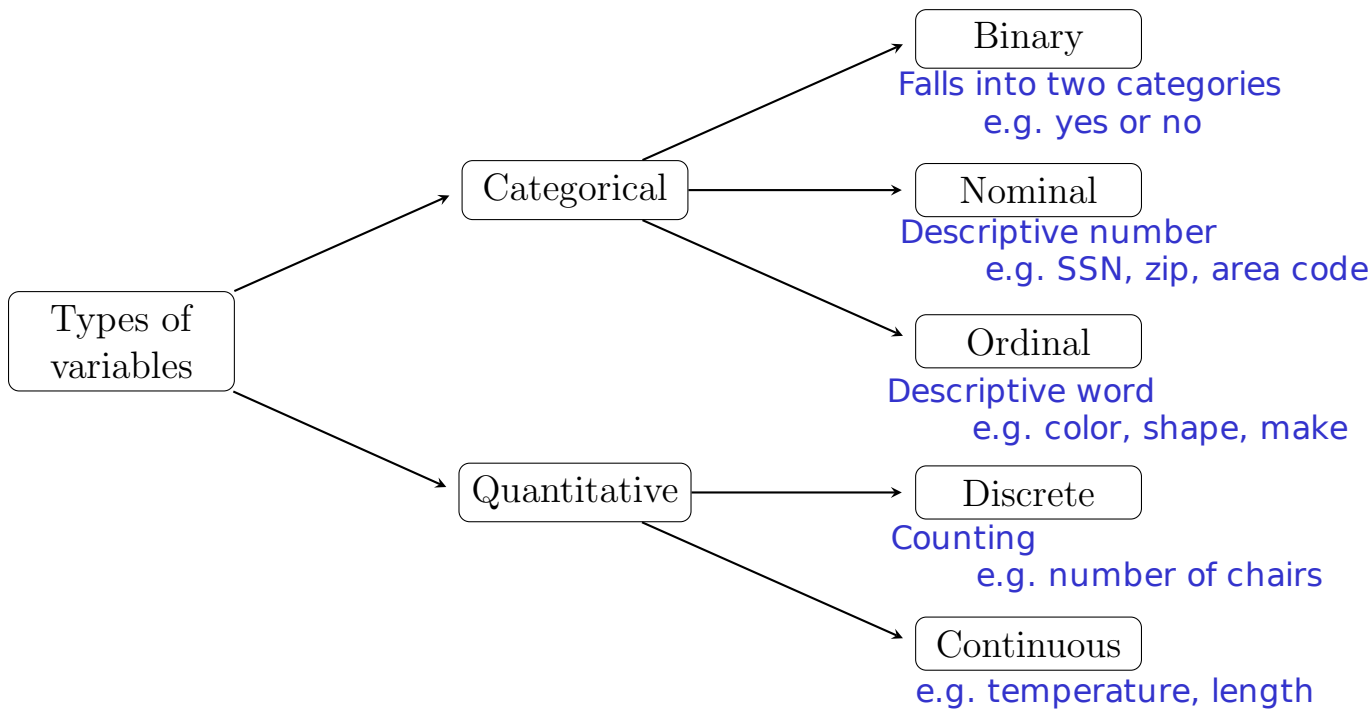 Binary
Falls into two categories
e.g. yes or no
Categorical
Nominal
Descriptive number
e.g. SSN, zip, area code
Types of
variables
Ordinal
Descriptive word
e.g. color, shape, make
Quantitative
Discrete
Counting
e.g. number of chairs
Continuous
e.g. temperature, length